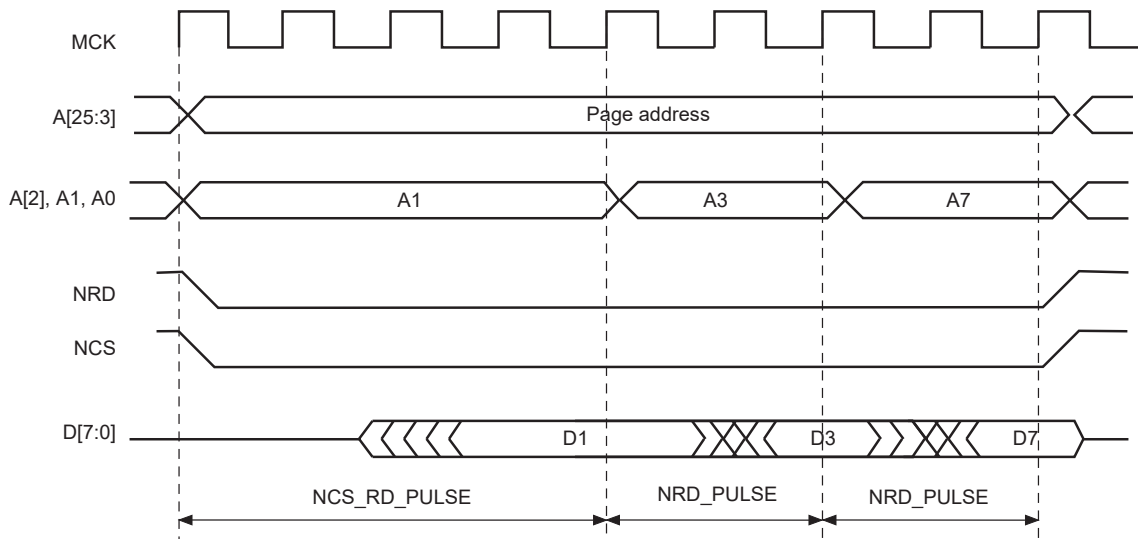 MCK
A[25:3]
Page address
A[2], A1, A0
A1
A3
A7
NRD
NCS
D[7:0]
D1
D3
D7
NCS_RD_PULSE
NRD_PULSE
NRD_PULSE